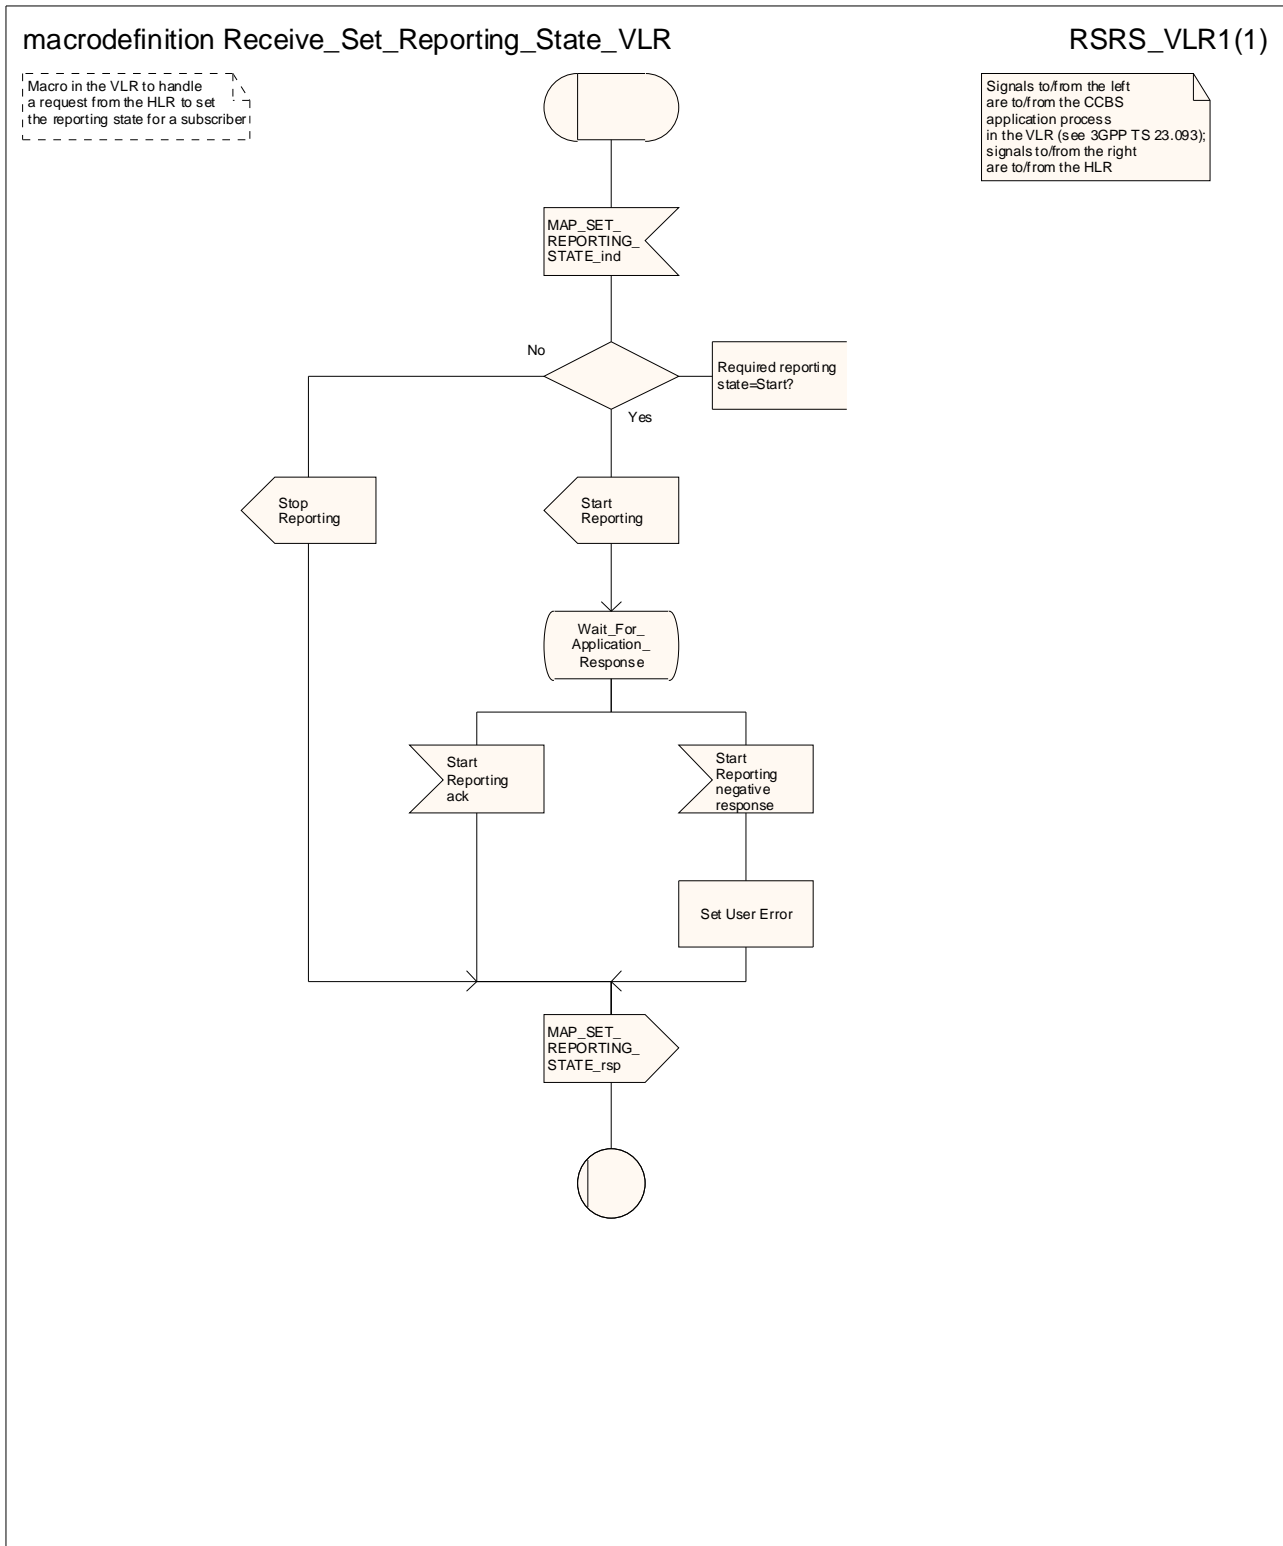 macrodefinition Receive_Set_Reporting_State_VLR
RSRS_VLR1(1)
Macro in the VLR to handle
a request from the HLR to set
the reporting state for a subscriber
Signals to/from the left
are to/from the CCBS
application process
in the VLR (see 3GPP TS 23.093);
signals to/from the right
are to/from the HLR
MAP_SET_
REPORTING_
STATE_ind
No
Required reporting
state=Start?
Yes
Stop
Reporting
Start
Reporting
Wait_For_
Application_
Response
Start
Reporting
ack
Start
Reporting
negative
response
Set User Error
MAP_SET_
REPORTING_
STATE_rsp